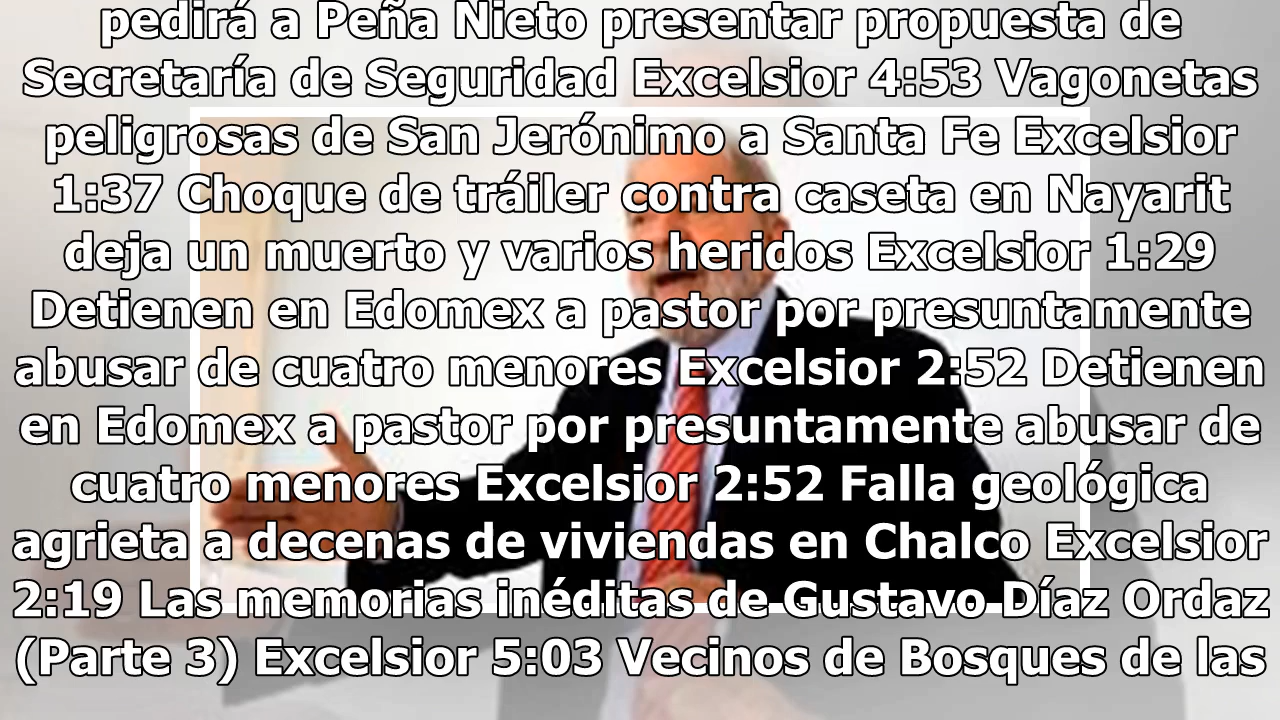 pedirá a Peña Nieto presentar propuesta de
Secretaría de Seguridad Excelsior 4:53 Vagonetas
peligrosas de San Jerónimo a Santa Fe Excelsior
1:37 Choque de tráiler contra caseta en Nayarit
deja un muerto y varios heridos Excelsior 1:29
Detienen en Edomex a pastor por presuntamente
abusar de cuatro menores Excelsior 2:52 Detienen
en Edomex a pastor por presuntamente abusar de
cuatro menores Excelsior 2:52 Falla geológica
agrieta a decenas de viviendas en Chalco Excelsior
2:19 Las memorias inéditas de Gustavo Díaz Ordaz
(Parte 3) Excelsior 5:03 Vecinos de Bosques de las